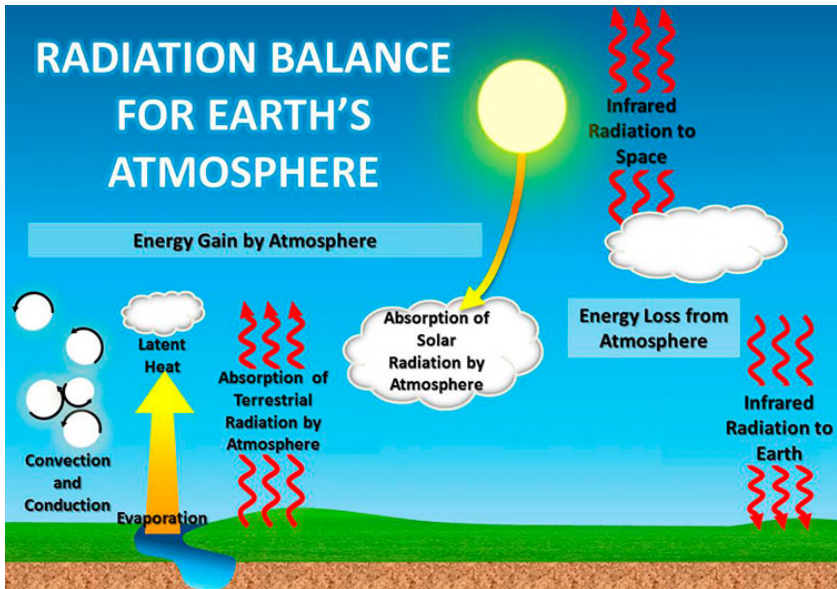 RADIATION BALANCE
FOR EARTH'S
ATMOSPHERE
Infrared
Radiation to
Space
Energy Gain by Atmosphere
Absorption of
Solar
Radiation by
Atmosphere
Energy Loss from
Atmosphere
Latent
Heat
Absorption of
Terrestrial
Radiation by
Atmosphere
Infrared
Radiation to
Earth
Convection
and
Conduction
Evaporation